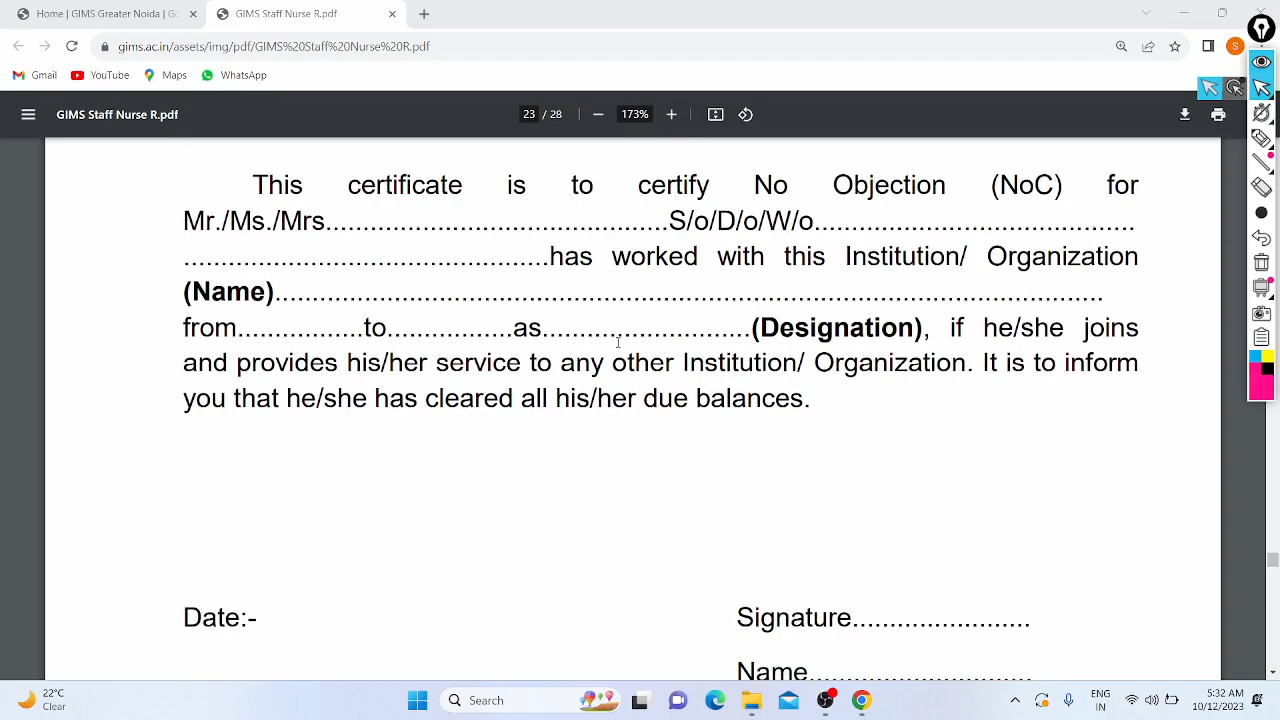 Home | GIMS Greater Noida | Go
GIMS Staff Nurse R.pdf
gims.ac.in/assets/img/pdf/GIMS%20Staff%20Nurse%20R.pdf
S
Gmail
YouTube
Maps
WhatsApp
GIMS Staff Nurse R.pdf
23 / 28
173%
This certificate is to certify No Objection (NoC) for
Mr./Ms./Mrs..............................................S/o/D/o/W/o...........................................
.................................................has worked with this Institution/ Organization
(Name)...............................................................................................................
from.................to.................as............................(Designation), if he/she joins
and provides his/her service to any other Institution/ Organization. It is to inform
you that he/she has cleared all his/her due balances.
Date:-
Signature........................
Name..............................
22°C
Clear
Search
ENG
IN
5:32 AM
10/12/2023